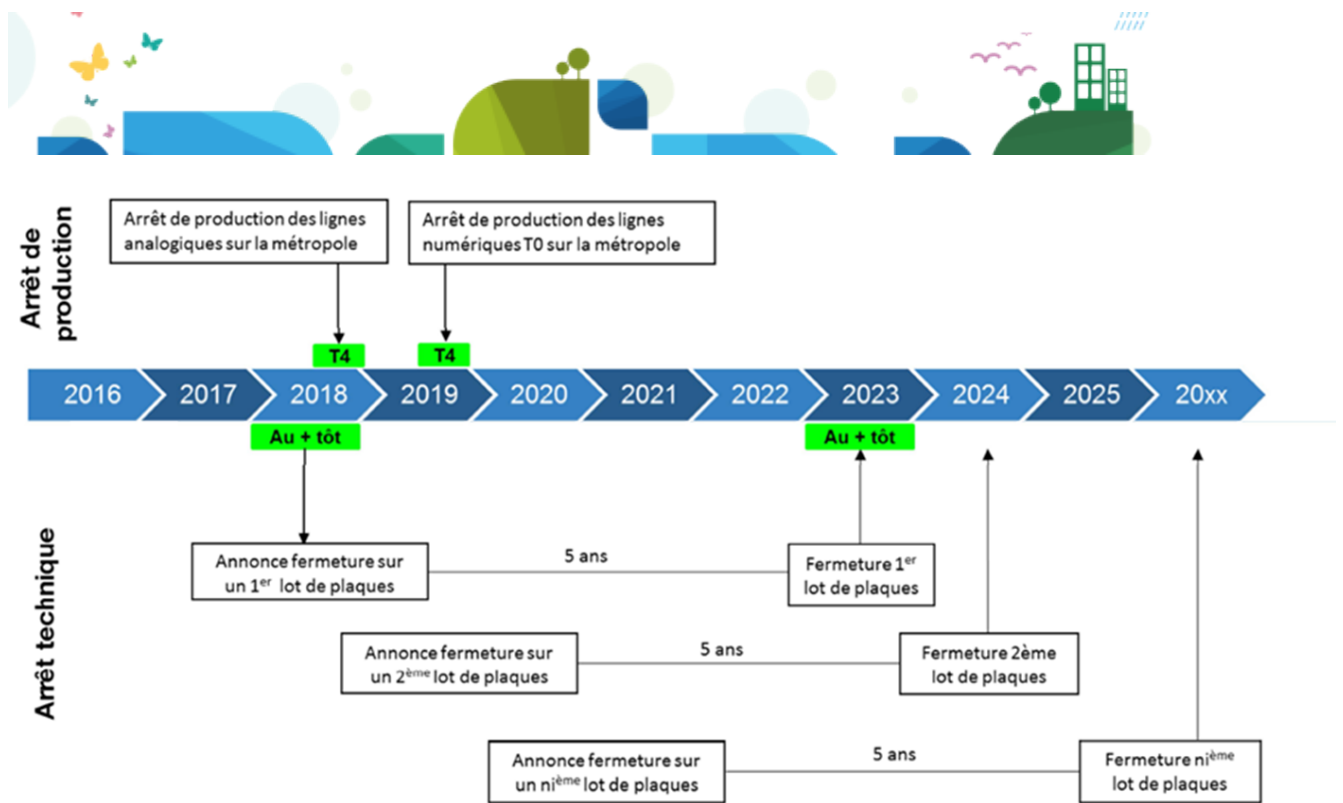 Arrêt de production
Arrêt de production des lignes
analogiques sur la métropole
Arrêt de production des lignes
numériques T0 sur la métropole
T4
T4
2016
2017
2018
2019
2020
2021
2022
2023
2024
2025
20xx
Au + tôt
Au + tôt
Arrêt technique
Annonce fermeture sur
un 1er lot de plaques
5 ans
Fermeture 1er
lot de plaques
Annonce fermeture sur
un 2ème lot de plaques
5 ans
Fermeture 2ème
lot de plaques
Annonce fermeture sur
un nième lot de plaques
5 ans
Fermeture nième
lot de plaques